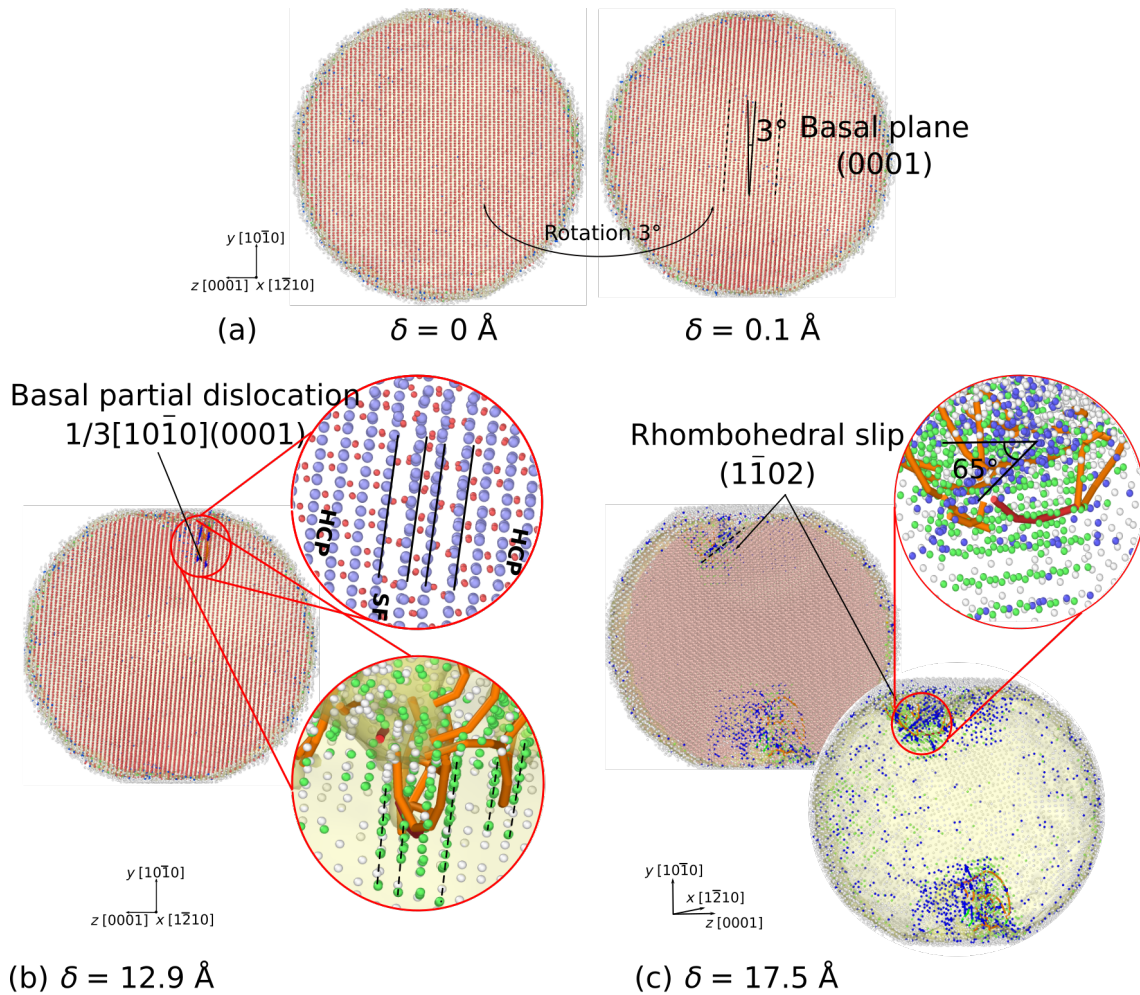 3° Basal plane
(0001)
Rotation 3°
y [101̄0]
z [0001] x [12̄10]
(a) δ = 0 Å δ = 0.1 Å
Basal partial dislocation
1/3[101̄0](0001)
HCP
SF
HCP
y [101̄0]
z [0001] x [12̄10]
(b) δ = 12.9 Å
Rhombohedral slip
(11̄02)
65°
y [101̄0]
x [12̄10]
z [0001]
(c) δ = 17.5 Å